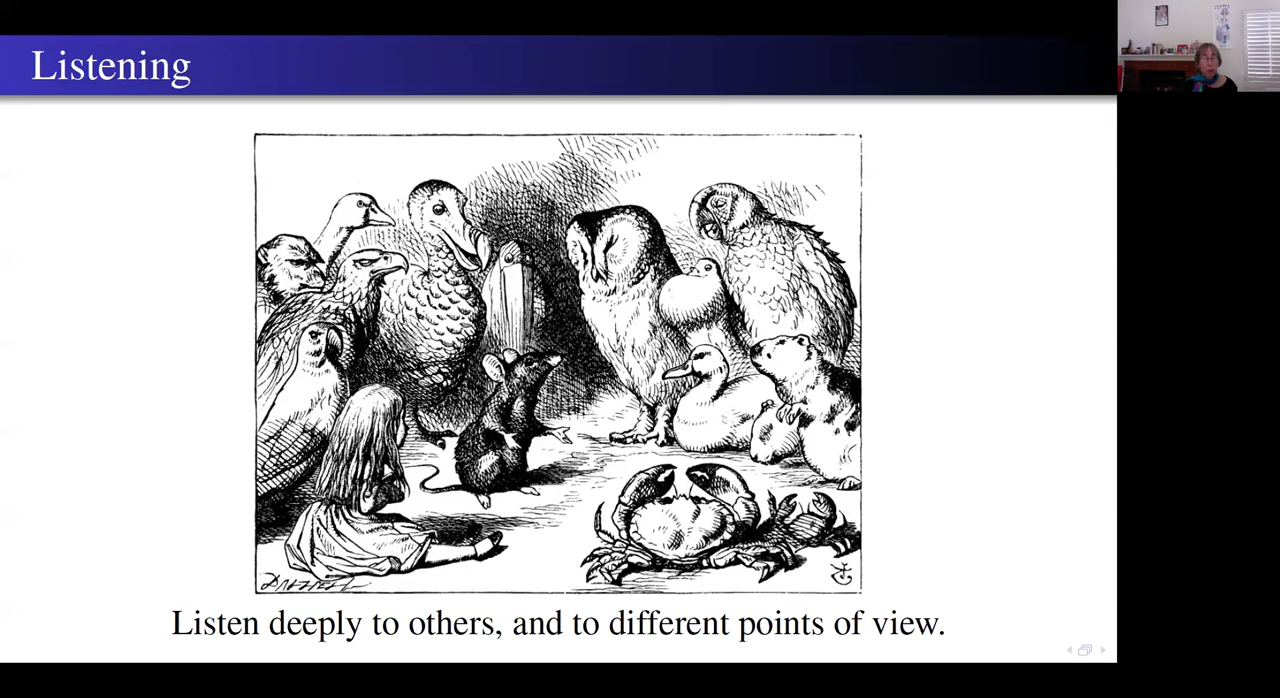 Listening
Listen deeply to others, and to different points of view.